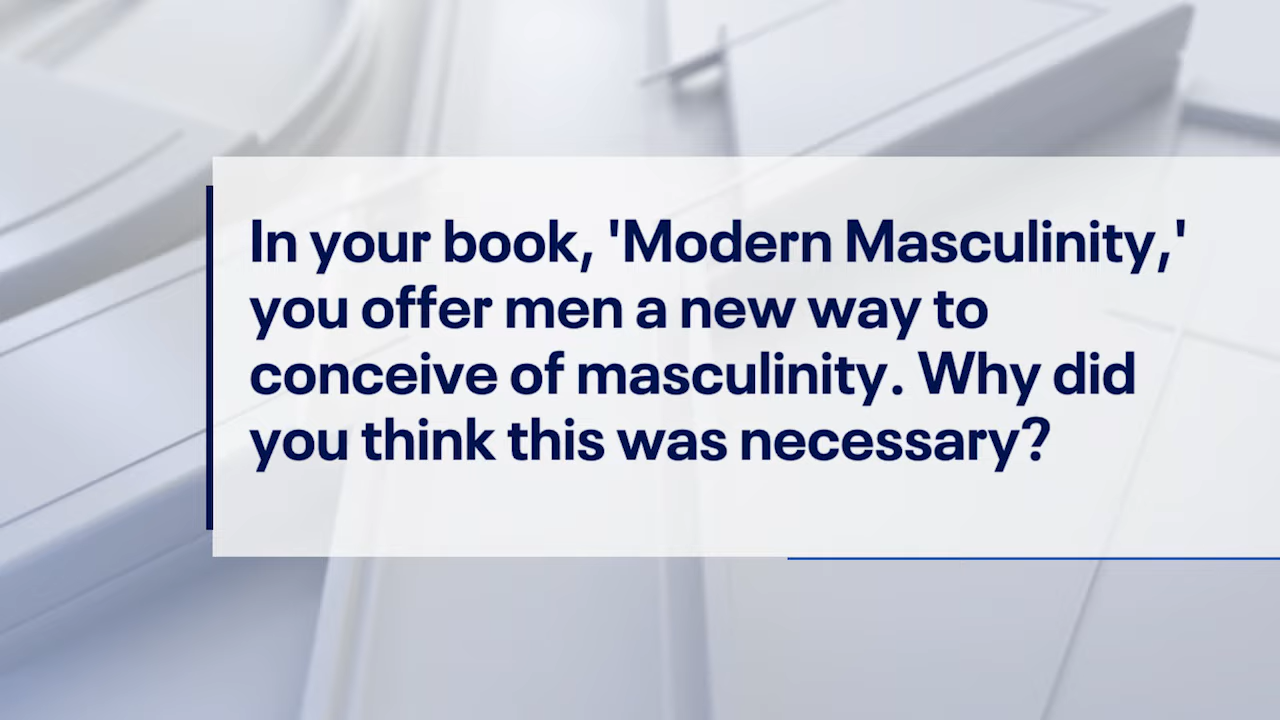 In your book, 'Modern Masculinity,'
you offer men a new way to
conceive of masculinity. Why did
you think this was necessary?